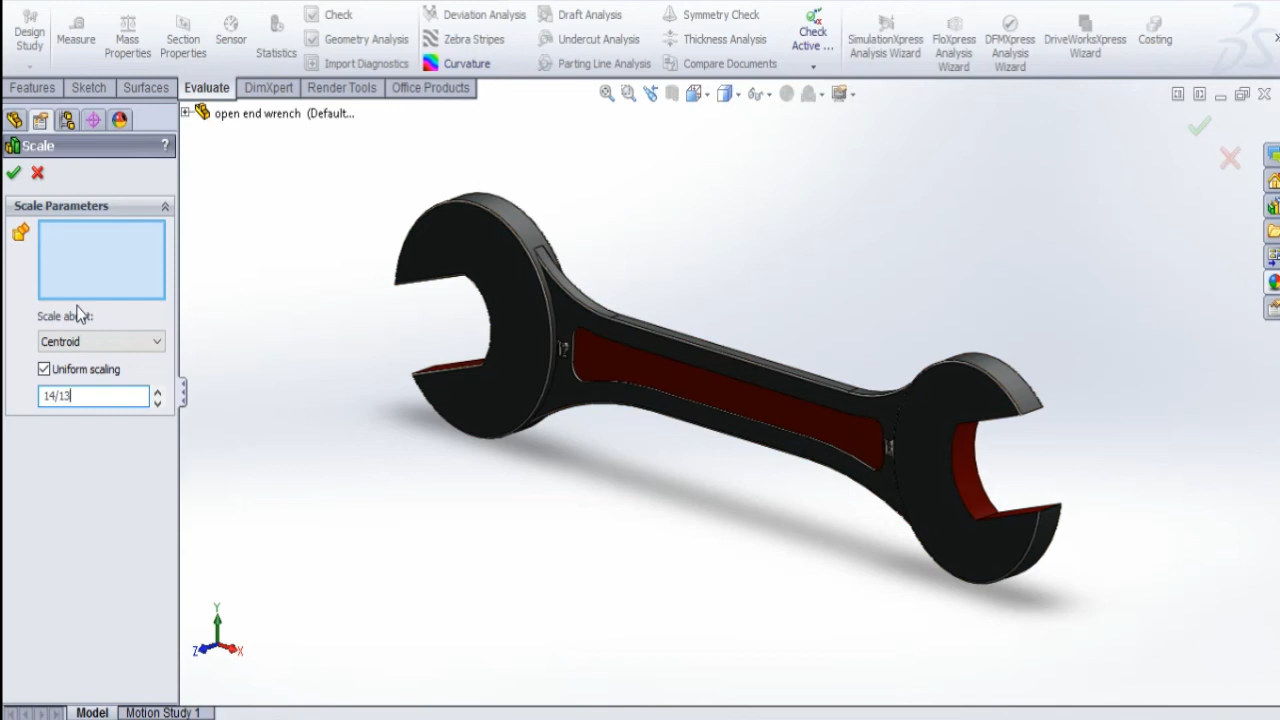 Design
Study
Measure
Mass
Properties
Section
Properties
Sensor
Statistics
Check
Geometry Analysis
Import Diagnostics
Deviation Analysis
Zebra Stripes
Curvature
Draft Analysis
Undercut Analysis
Parting Line Analysis
Symmetry Check
Thickness Analysis
Compare Documents
Check
Active ...
SimulationXpress
Analysis Wizard
FloXpress
Analysis
Wizard
DFMXpress
Analysis
Wizard
DriveWorksXpress
Wizard
Costing
Features
Sketch
Surfaces
Evaluate
DimXpert
Render Tools
Office Products
open end wrench (Default...
Scale
?
Scale Parameters
Scale about:
Centroid
Uniform scaling
14/13
Y
Z
X
Model
Motion Study 1